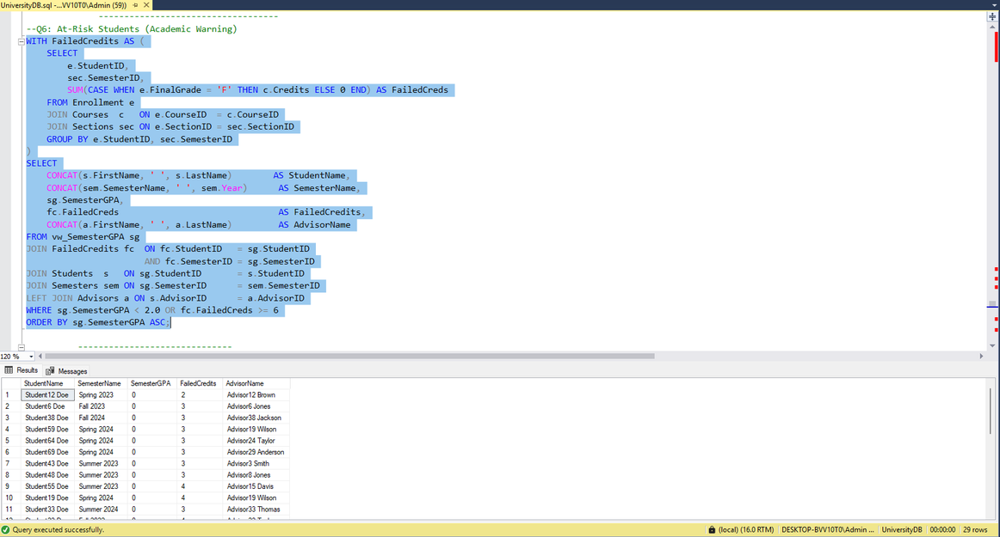 UniversityDB.sql -...VV10T0\Admin (59))
--------------------------------
--Q6: At-Risk Students (Academic Warning)
WITH FailedCredits AS (
SELECT
e.StudentID,
sec.SemesterID,
SUM(CASE WHEN e.FinalGrade = 'F' THEN c.Credits ELSE 0 END) AS FailedCreds
FROM Enrollment e
JOIN Courses c ON e.CourseID = c.CourseID
JOIN Sections sec ON e.SectionID = sec.SectionID
GROUP BY e.StudentID, sec.SemesterID
)
SELECT
CONCAT(s.FirstName, ' ', s.LastName) AS StudentName,
CONCAT(sem.SemesterName, ' ', sem.Year) AS SemesterName,
sg.SemesterGPA,
fc.FailedCreds AS FailedCredits,
CONCAT(a.FirstName, ' ', a.LastName) AS AdvisorName
FROM vw_SemesterGPA sg
JOIN FailedCredits fc ON fc.StudentID = sg.StudentID
AND fc.SemesterID = sg.SemesterID
JOIN Students s ON sg.StudentID = s.StudentID
JOIN Semesters sem ON sg.SemesterID = sem.SemesterID
LEFT JOIN Advisors a ON s.AdvisorID = a.AdvisorID
WHERE sg.SemesterGPA < 2.0 OR fc.FailedCreds >= 6
ORDER BY sg.SemesterGPA ASC;
---------------------------
120 %
Results Messages
StudentName SemesterName SemesterGPA FailedCredits AdvisorName
1 Student12 Doe Spring 2023 0 2 Advisor12 Brown
2 Student6 Doe Fall 2023 0 3 Advisor6 Jones
3 Student38 Doe Fall 2024 0 3 Advisor38 Jackson
4 Student59 Doe Spring 2024 0 3 Advisor19 Wilson
5 Student64 Doe Spring 2024 0 3 Advisor24 Taylor
6 Student69 Doe Spring 2024 0 3 Advisor29 Anderson
7 Student43 Doe Summer 2023 0 3 Advisor3 Smith
8 Student48 Doe Summer 2023 0 3 Advisor8 Jones
9 Student55 Doe Summer 2023 0 4 Advisor15 Davis
10 Student19 Doe Spring 2024 0 4 Advisor19 Wilson
11 Student33 Doe Summer 2024 0 3 Advisor33 Thomas
Query executed successfully. (local) (16.0 RTM) DESKTOP-BVV10T0\Admin ... UniversityDB 00:00:00 29 rows